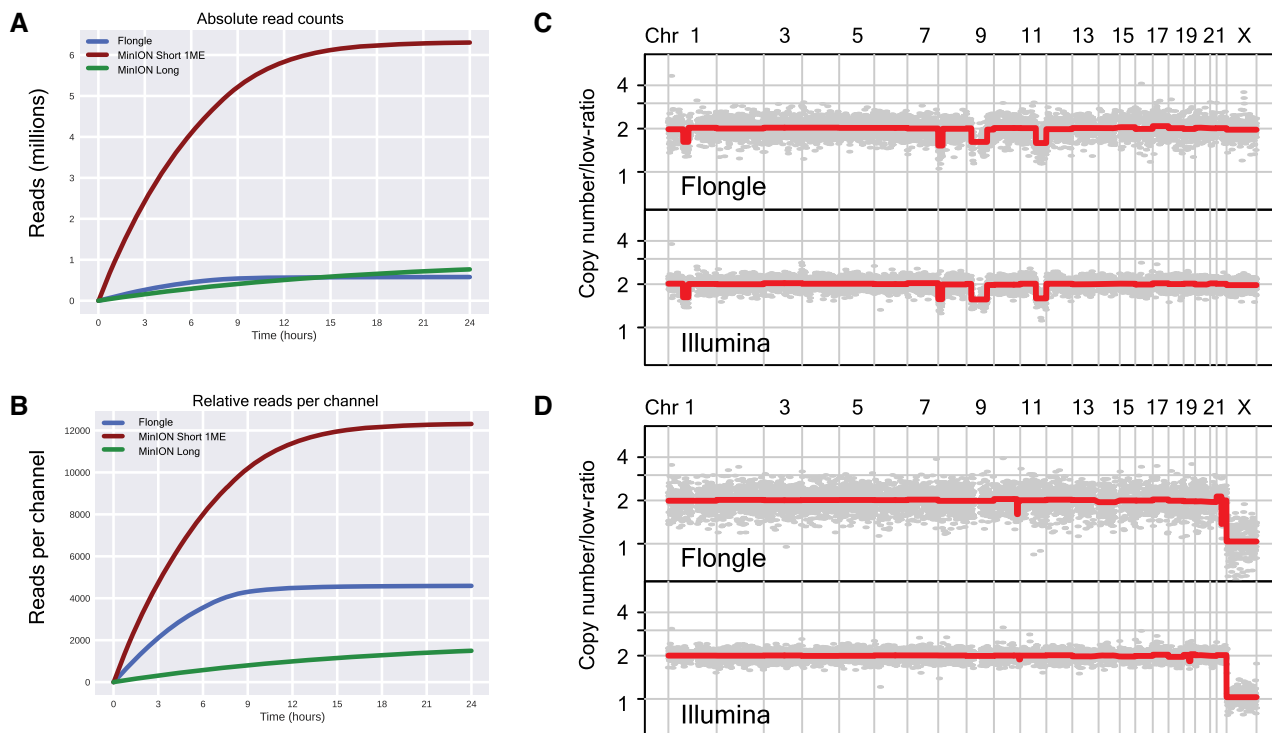 A
Absolute read counts
Flongle
MinION Short 1ME
MinION Long
Reads (millions)
6
5
4
3
2
1
0
0 3 6 9 12 15 18 21 24
Time (hours)
B
Relative reads per channel
Flongle
MinION Short 1ME
MinION Long
Reads per channel
12000
10000
8000
6000
4000
2000
0
0 3 6 9 12 15 18 21 24
Time (hours)
C
Chr 1 3 5 7 9 11 13 15 17 19 21 X
Copy number/low-ratio
4
2
1
Flongle
4
2
1
Illumina
D
Chr 1 3 5 7 9 11 13 15 17 19 21 X
Copy number/low-ratio
4
2
1
Flongle
4
2
1
Illumina